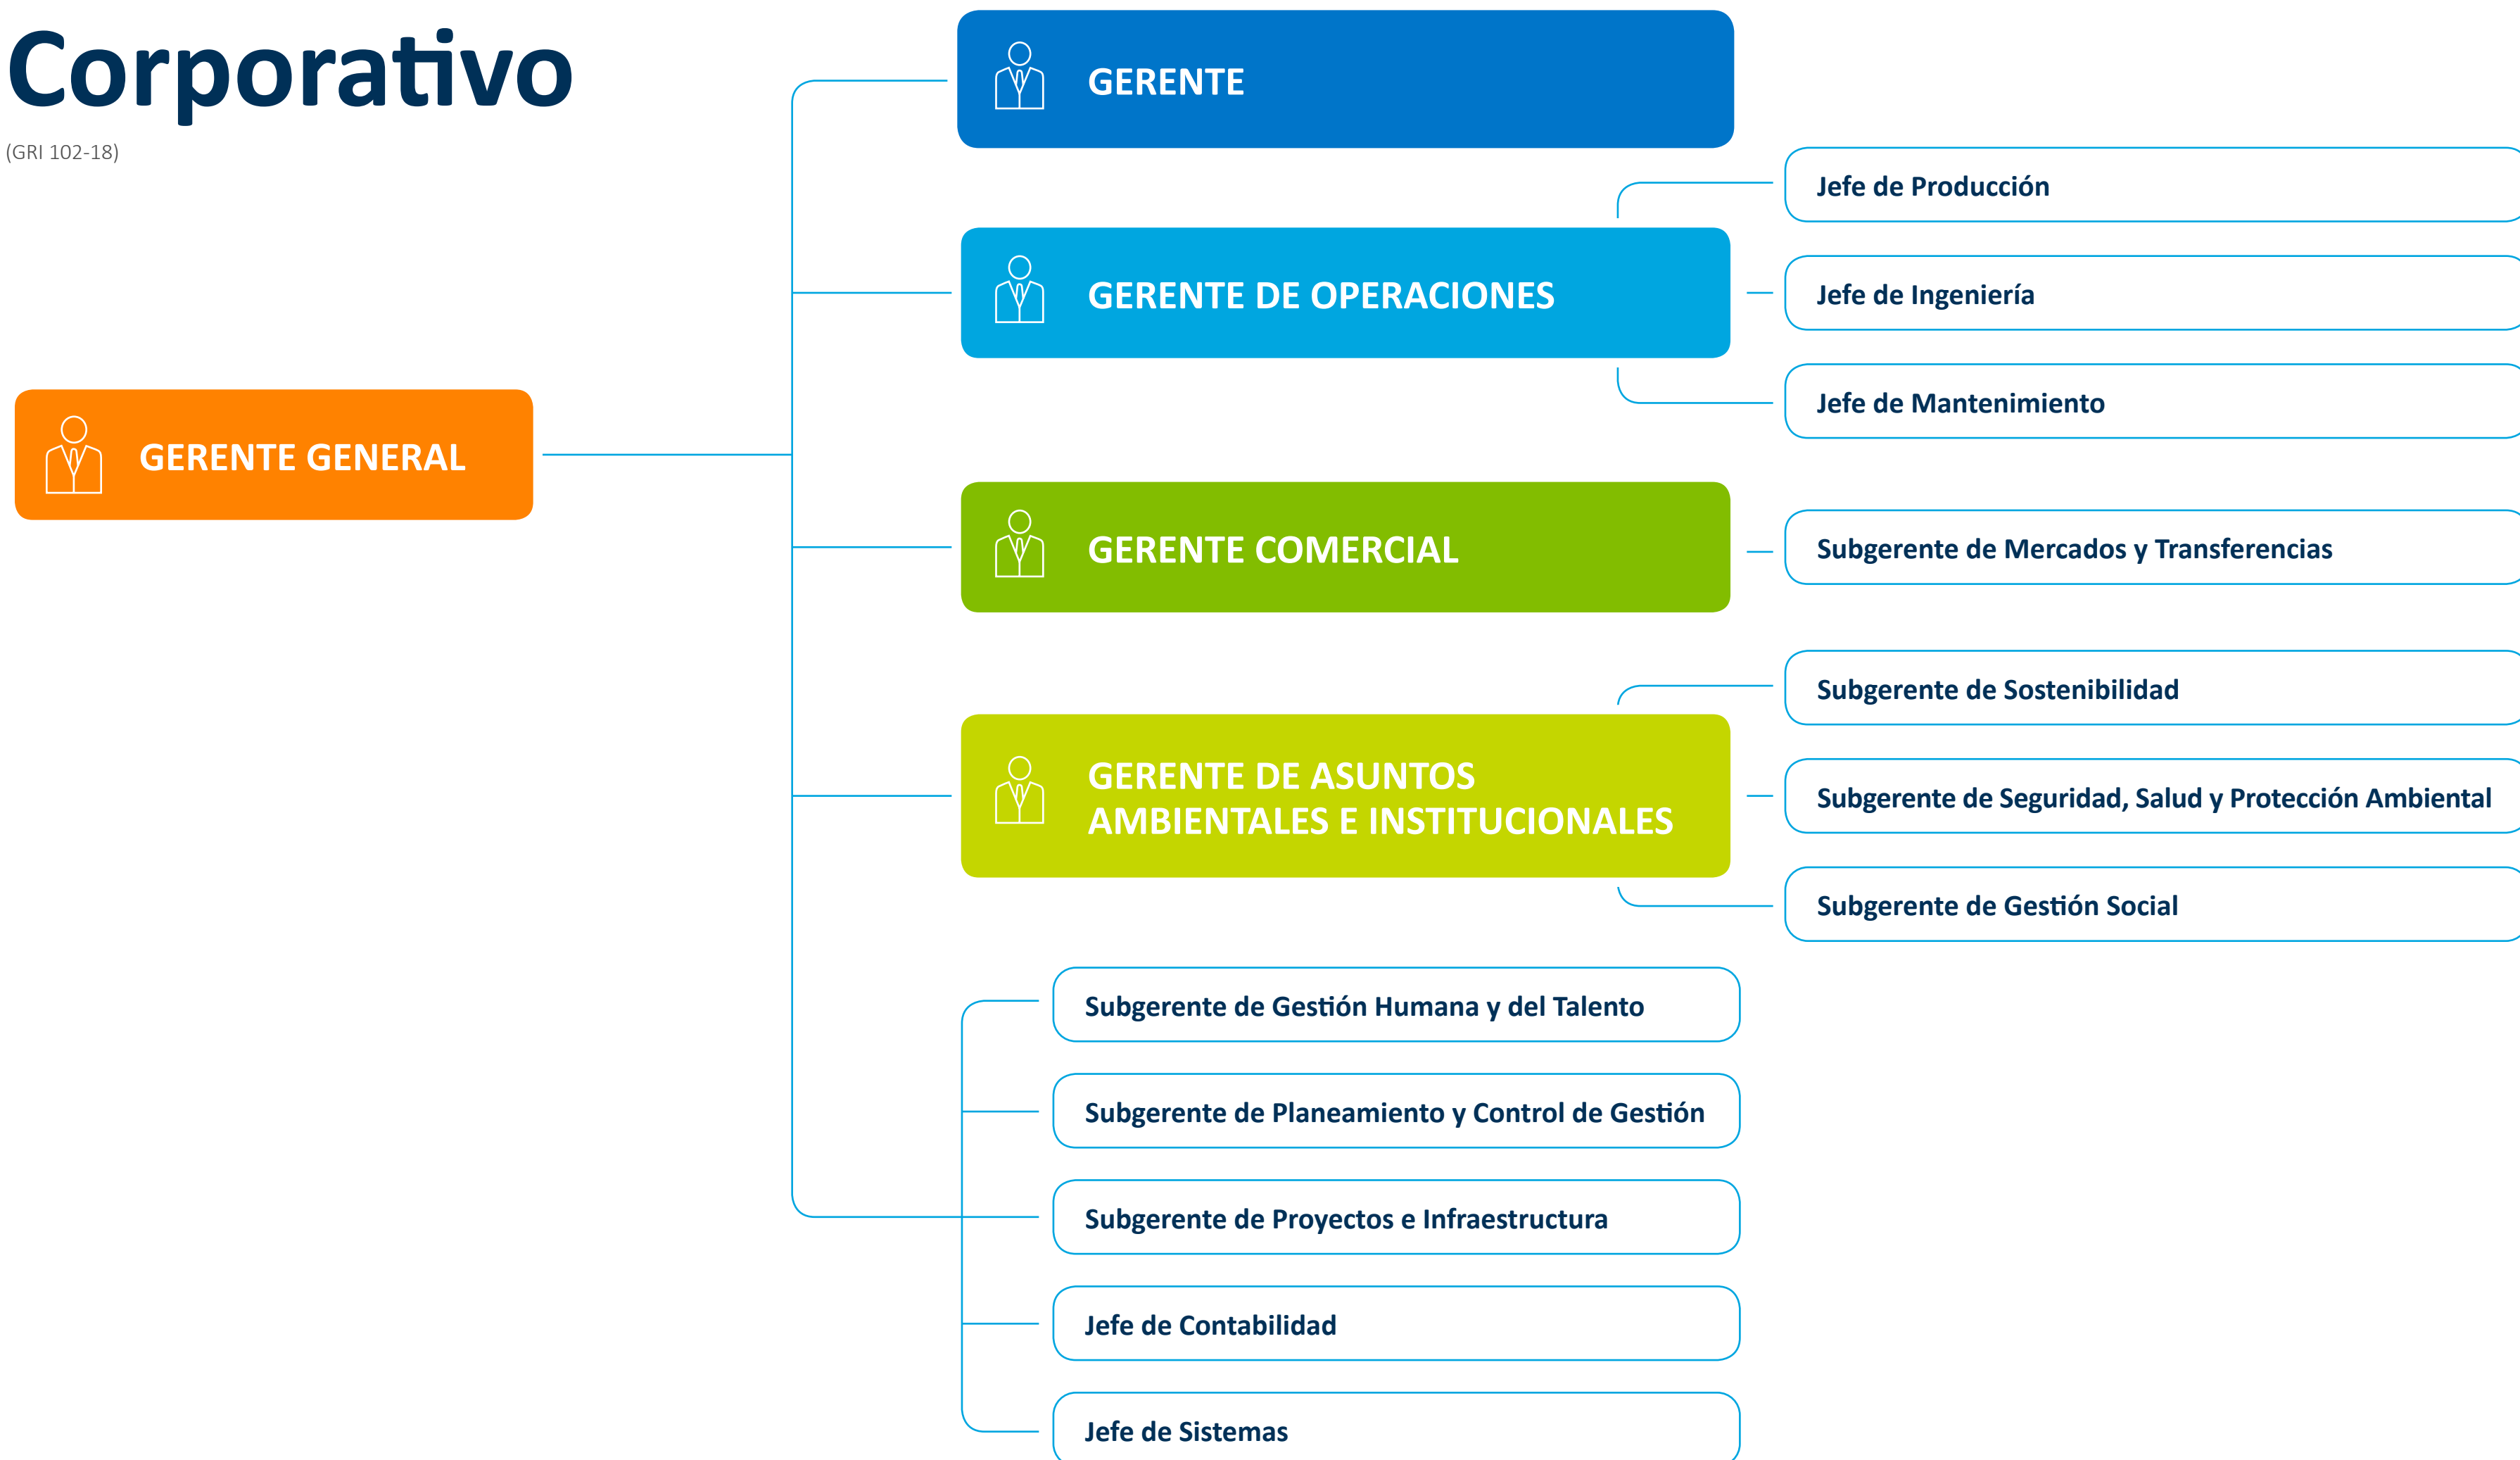 Corporativo
(GRI 102-18)
GERENTE GENERAL
GERENTE
GERENTE DE OPERACIONES
Jefe de Producción
Jefe de Ingeniería
Jefe de Mantenimiento
GERENTE COMERCIAL
Subgerente de Mercados y Transferencias
GERENTE DE ASUNTOS
AMBIENTALES E INSTITUCIONALES
Subgerente de Sostenibilidad
Subgerente de Seguridad, Salud y Protección Ambiental
Subgerente de Gestión Social
Subgerente de Gestión Humana y del Talento
Subgerente de Planeamiento y Control de Gestión
Subgerente de Proyectos e Infraestructura
Jefe de Contabilidad
Jefe de Sistemas